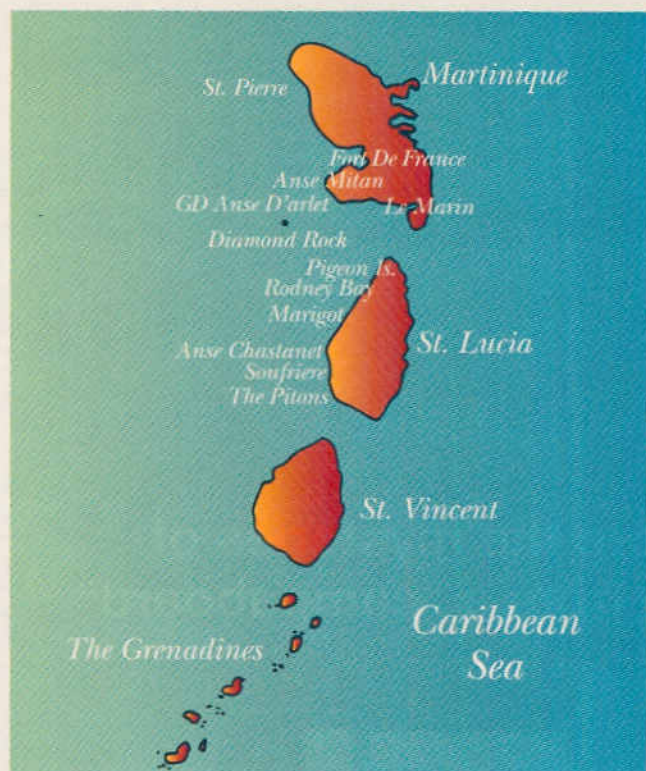 Martinique
St. Pierre
Fort De France
Anse Mitan
GD Anse D'arlet
Le Marin
Diamond Rock
Pigeon Is.
Rodney Bay
Marigot
St. Lucia
Anse Chastanet
Soufriere
The Pitons
St. Vincent
Caribbean
Sea
The Grenadines